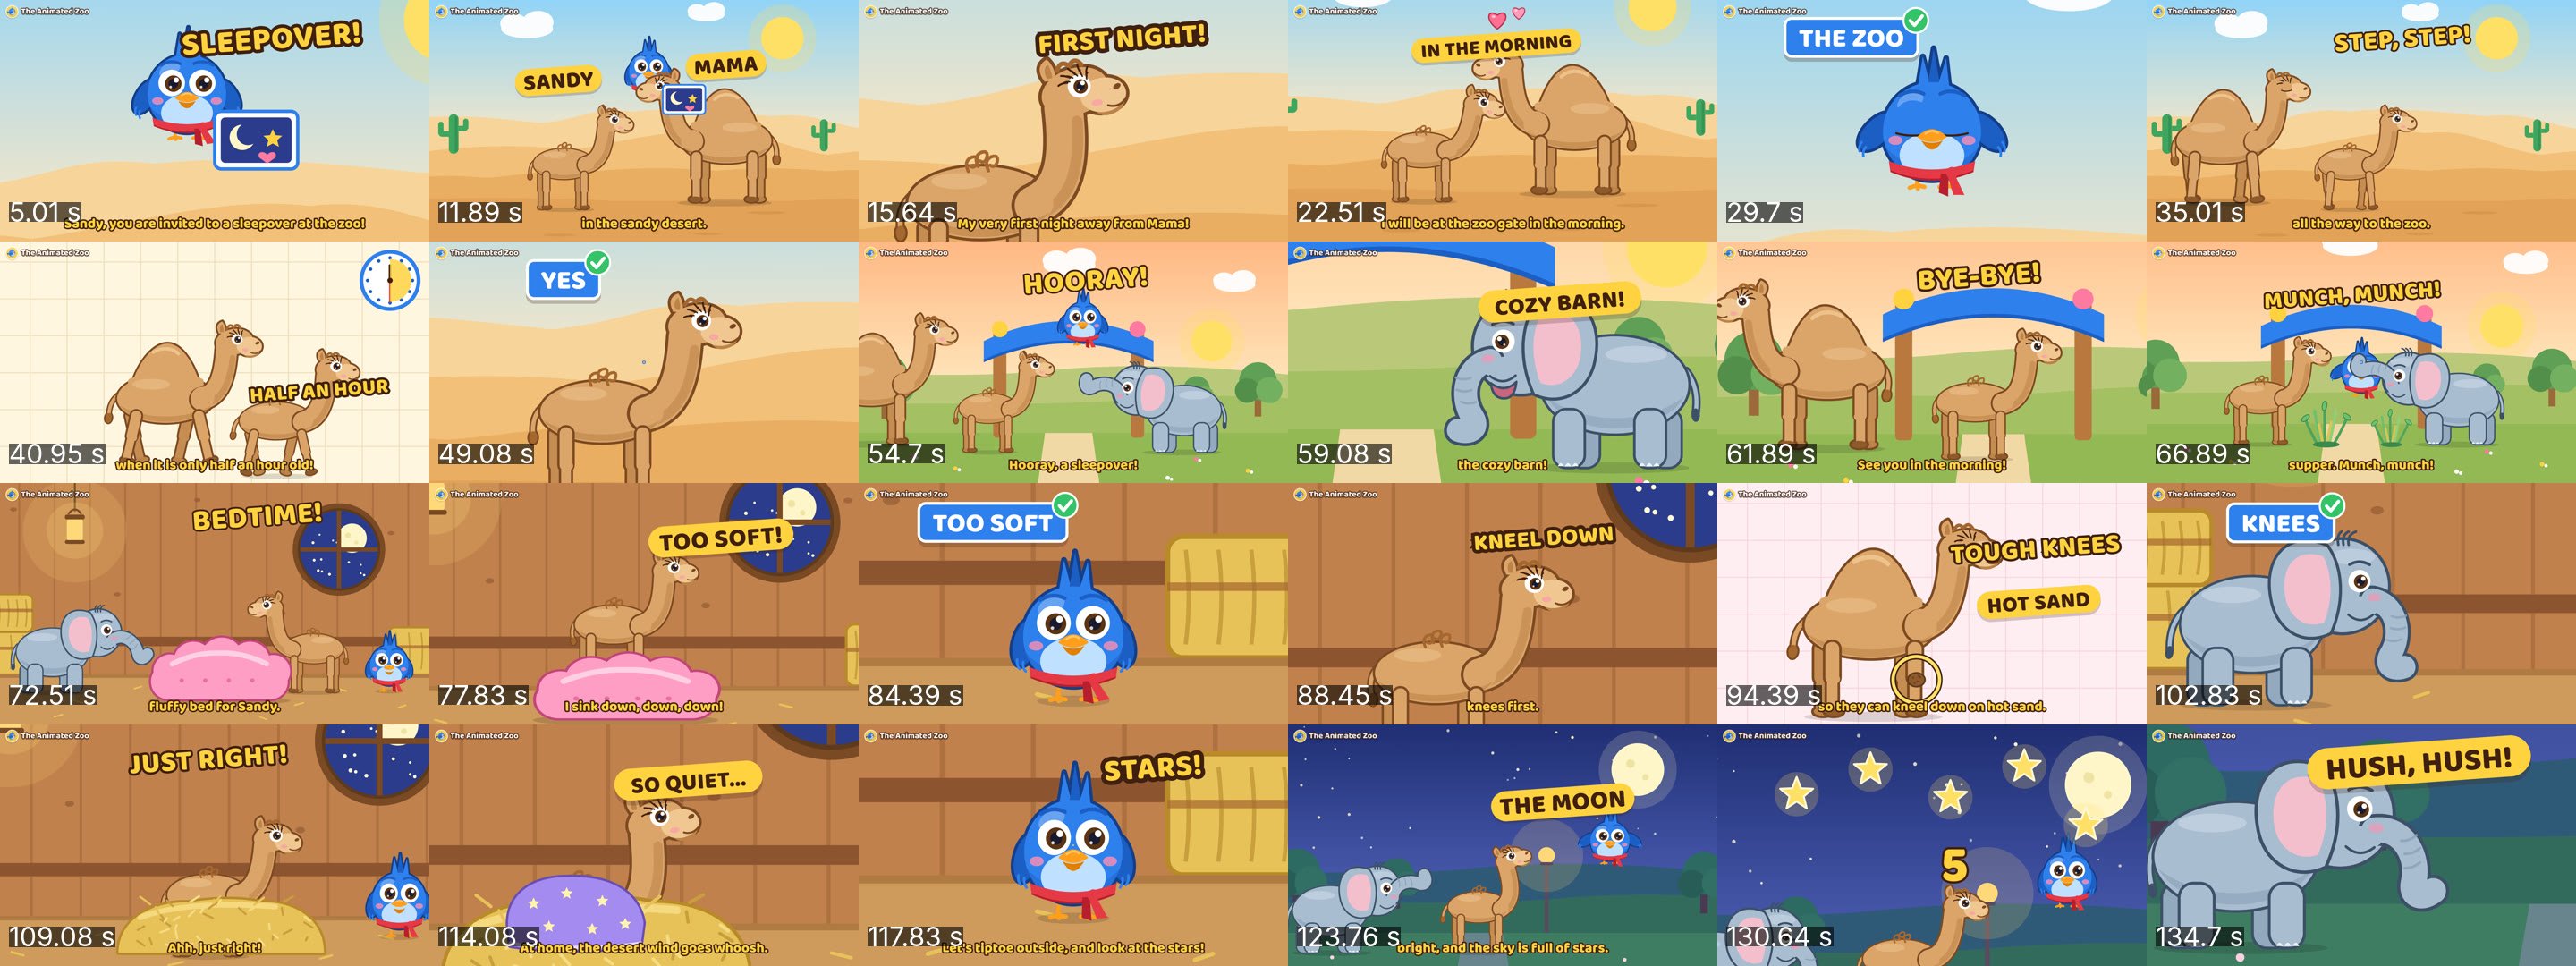 The Animated Zoo
SLEEPOVER!
5.01 s
Sandy, you are invited to a sleepover at the zoo!
The Animated Zoo
SANDY
MAMA
11.89 s
in the sandy desert.
The Animated Zoo
FIRST NIGHT!
15.64 s
My very first night away from Mama!
The Animated Zoo
IN THE MORNING
22.51 s
I will be at the zoo gate in the morning.
The Animated Zoo
THE ZOO
29.7 s
The Animated Zoo
STEP, STEP!
35.01 s
all the way to the zoo.
The Animated Zoo
HALF AN HOUR
40.95 s
when it is only half an hour old!
The Animated Zoo
YES
49.08 s
The Animated Zoo
HOORAY!
54.7 s
Hooray, a sleepover!
The Animated Zoo
COZY BARN!
59.08 s
the cozy barn!
The Animated Zoo
BYE-BYE!
61.89 s
See you in the morning!
The Animated Zoo
MUNCH, MUNCH!
66.89 s
supper. Munch, munch!
The Animated Zoo
BEDTIME!
72.51 s
fluffy bed for Sandy.
The Animated Zoo
TOO SOFT!
77.83 s
I sink down, down, down!
The Animated Zoo
TOO SOFT
84.39 s
The Animated Zoo
KNEEL DOWN
88.45 s
knees first.
The Animated Zoo
TOUGH KNEES
HOT SAND
94.39 s
so they can kneel down on hot sand.
The Animated Zoo
KNEES
102.83 s
The Animated Zoo
JUST RIGHT!
109.08 s
Ahh, just right!
The Animated Zoo
SO QUIET...
114.08 s
At home, the desert wind goes whoosh.
The Animated Zoo
STARS!
117.83 s
Let's tiptoe outside, and look at the stars!
The Animated Zoo
THE MOON
123.76 s
bright, and the sky is full of stars.
The Animated Zoo
5
130.64 s
The Animated Zoo
HUSH, HUSH!
134.7 s